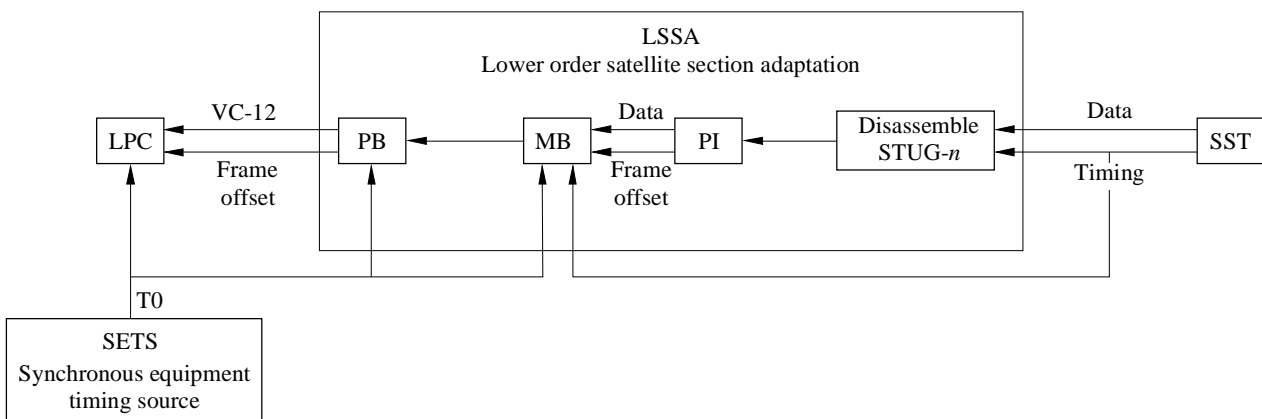 LSSA
Lower order satellite section adaptation
VC-12
Data
Data
LPC
PB
MB
PI
Disassemble
STUG-n
SST
Frame
offset
Frame
offset
Timing
T0
SETS
Synchronous equipment
timing source